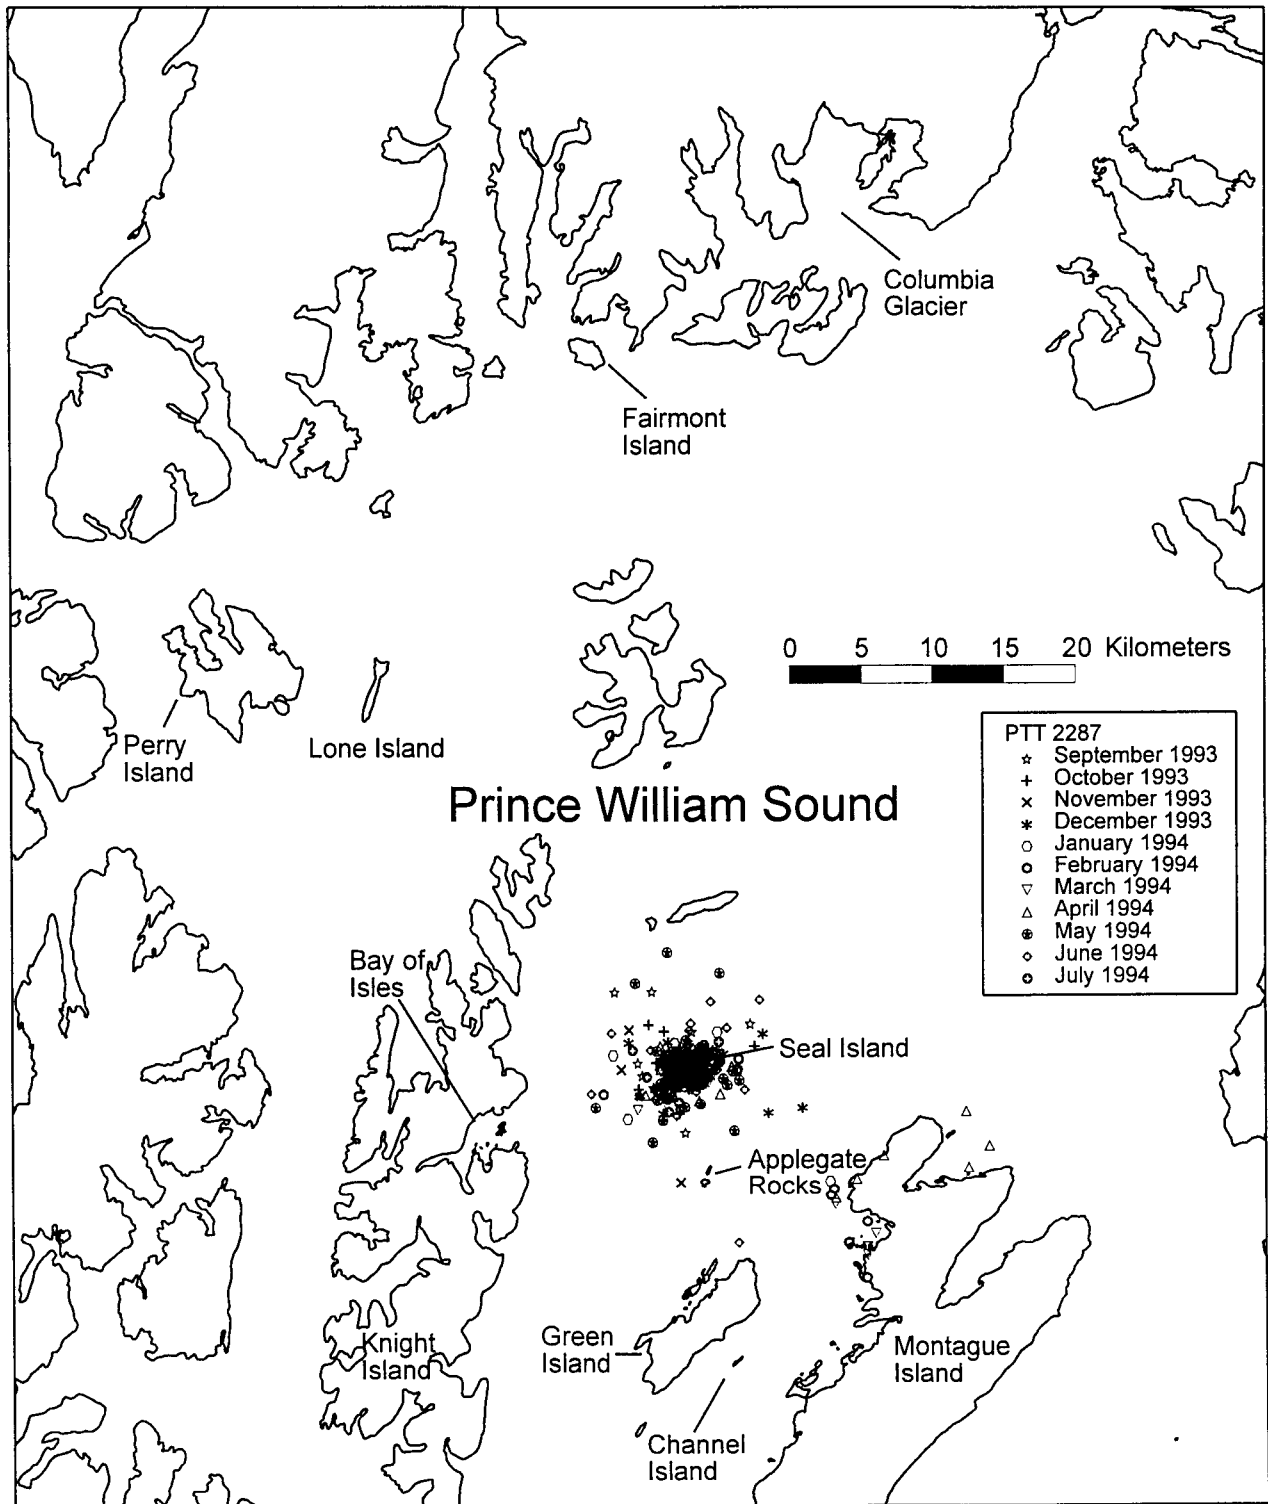 Columbia
Glacier
Fairmont
Island
0 5 10 15 20 Kilometers
PTT 2287
September 1993
October 1993
November 1993
December 1993
January 1994
February 1994
March 1994
April 1994
May 1994
June 1994
July 1994
Perry
Island
Lone Island
Prince William Sound
Bay of
Isles
Seal Island
Applegate
Rocks
Knight
Island
Green
Island
Montague
Island
Channel
Island